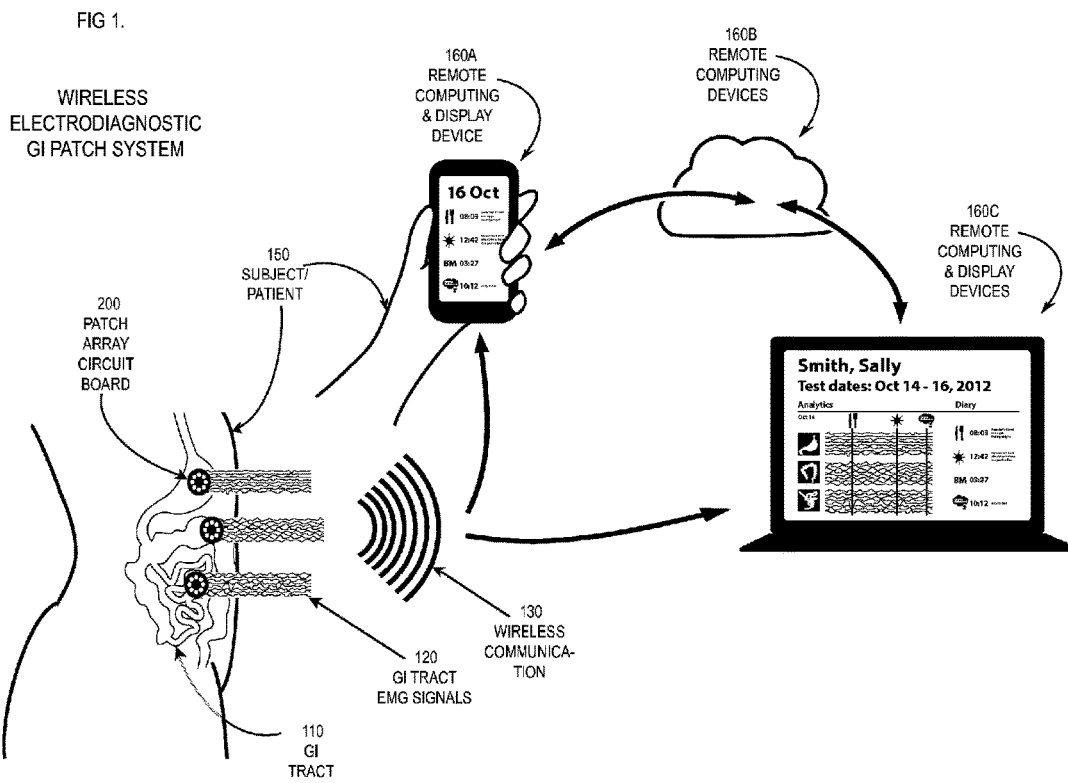 FIG 1.
WIRELESS
ELECTRODIAGNOSTIC
GI PATCH SYSTEM
160A
REMOTE
COMPUTING
& DISPLAY
DEVICE
160B
REMOTE
COMPUTING
DEVICES
160C
REMOTE
COMPUTING
& DISPLAY
DEVICES
150
SUBJECT/
PATIENT
200
PATCH
ARRAY
CIRCUIT
BOARD
16 Oct
08:03
12:42
BM 03:27
10:12
Smith, Sally
Test dates: Oct 14 - 16, 2012
Analytics
Diary
Oct 16
08:03
12:42
BM 03:27
10:12
130
WIRELESS
COMMUNICA-
TION
120
GI TRACT
EMG SIGNALS
110
GI
TRACT